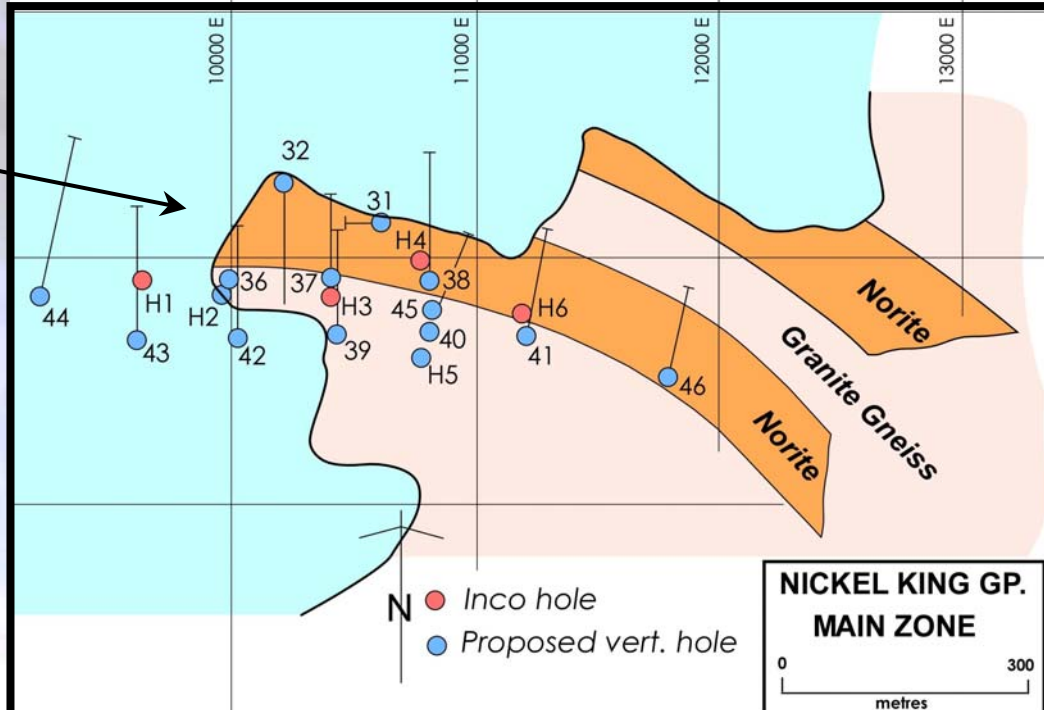 10000 E
11000 E
12000 E
13000 E
32
31
H4
44
H1
36
37
38
H2
H3
45
H6
43
42
39
40
41
H5
46
Norite
Granite Gneiss
Norite
N
Inco hole
Proposed vert. hole
NICKEL KING GP.
MAIN ZONE
0 300
metres